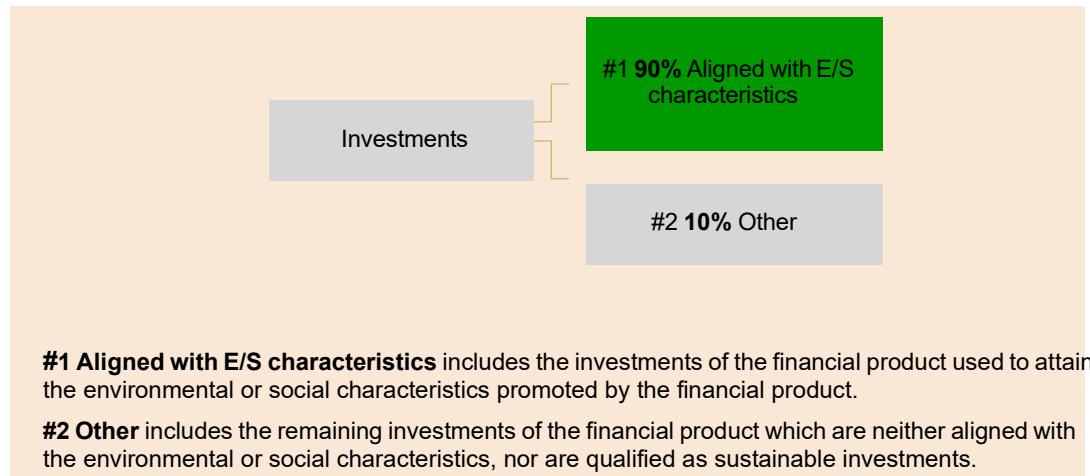 #1 90% Aligned with E/S
characteristics
Investments
#2 10% Other
#1 Aligned with E/S characteristics includes the investments of the financial product used to attain
the environmental or social characteristics promoted by the financial product.
#2 Other includes the remaining investments of the financial product which are neither aligned with
the environmental or social characteristics, nor are qualified as sustainable investments.